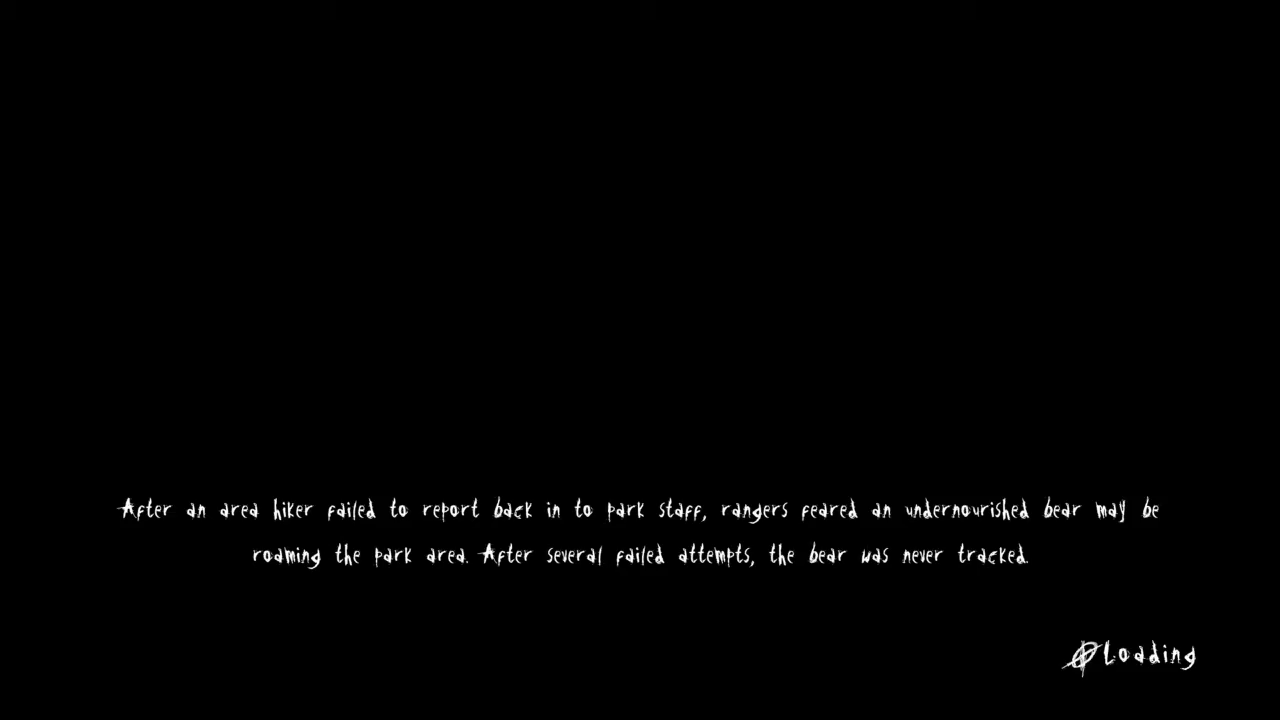 After an area hiker failed to report back in to park staff, rangers feared an undernourished bear may be
roaming the park area. After several failed attempts, the bear was never tracked.
Loading